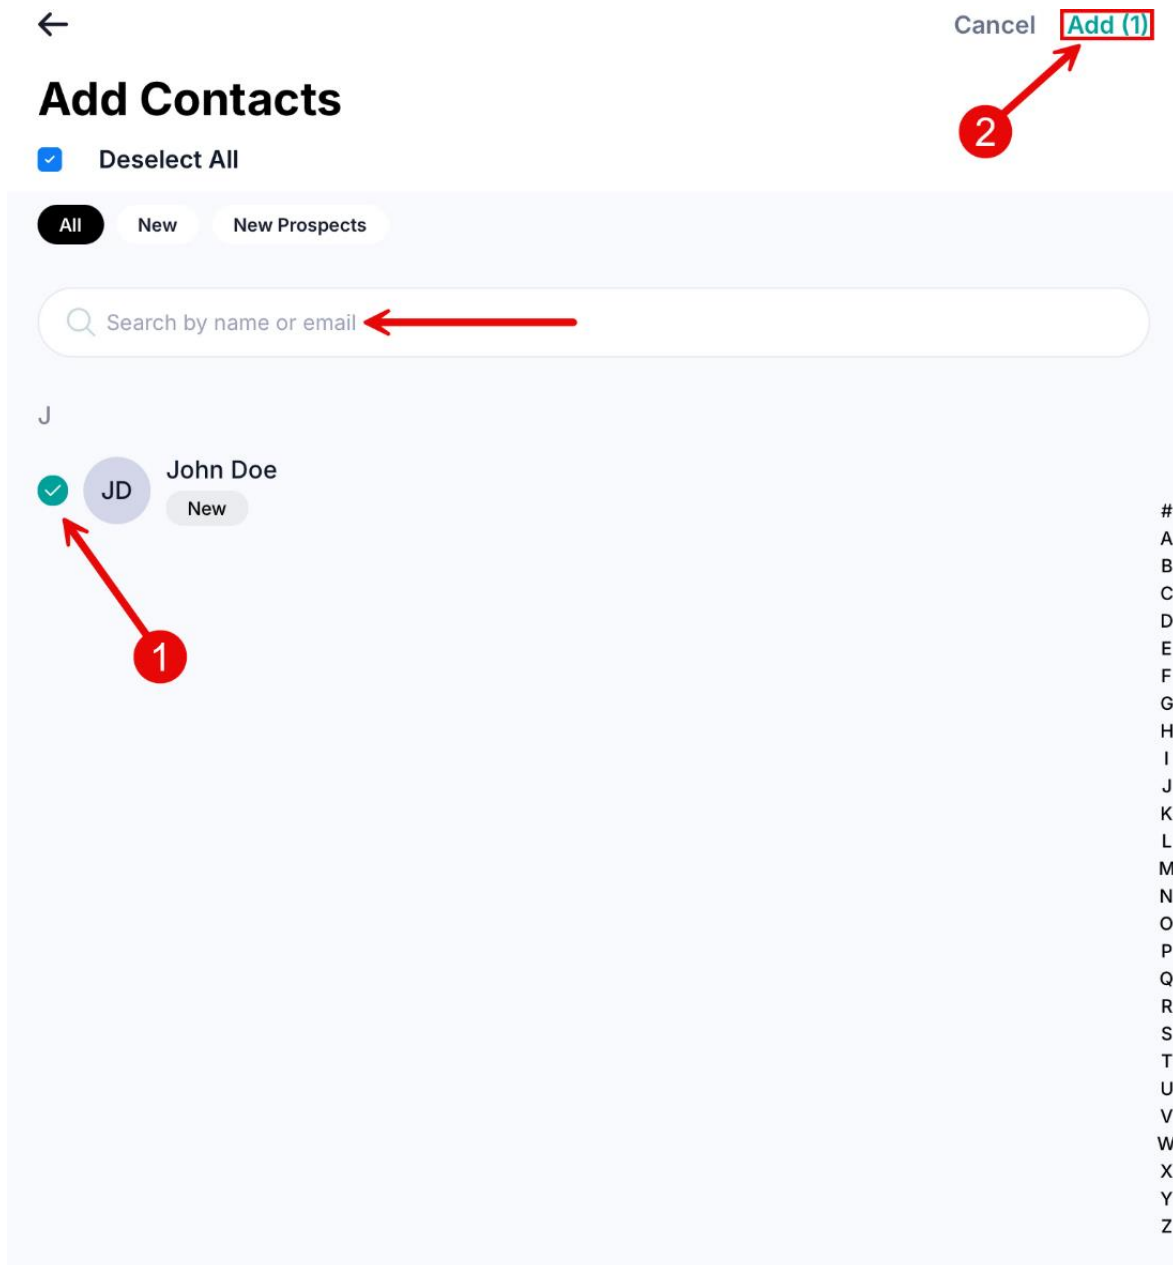 Cancel Add (1)
Add Contacts
2
Deselect All
All New New Prospects
Search by name or email
J
JD John Doe
New
1
#
A
B
C
D
E
F
G
H
I
J
K
L
M
N
O
P
Q
R
S
T
U
V
W
X
Y
Z